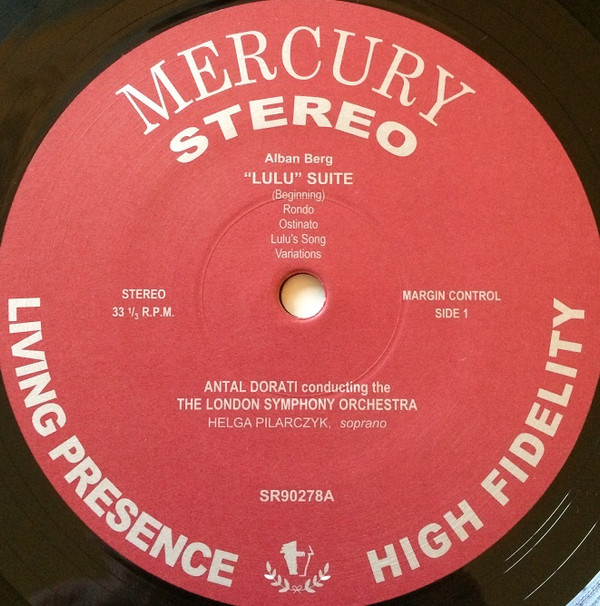 MERCURY
STEREO
Alban Berg
“LULU” SUITE
(Beginning)
Rondo
Ostinato
Lulu's Song
Variations
STEREO
33 1/3 R.P.M.
MARGIN CONTROL
SIDE 1
ANTAL DORATI conducting the
THE LONDON SYMPHONY ORCHESTRA
HELGA PILARCZYK, soprano
SR90278A
LIVING PRESENCE
HIGH FIDELITY